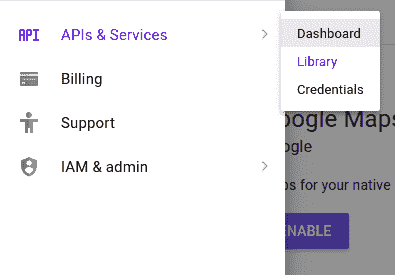 API APIs & Services
Dashboard
Library
Credentials
Billing
Support
IAM & admin
oogle Maps
ogle
ps for your native
ENABLE